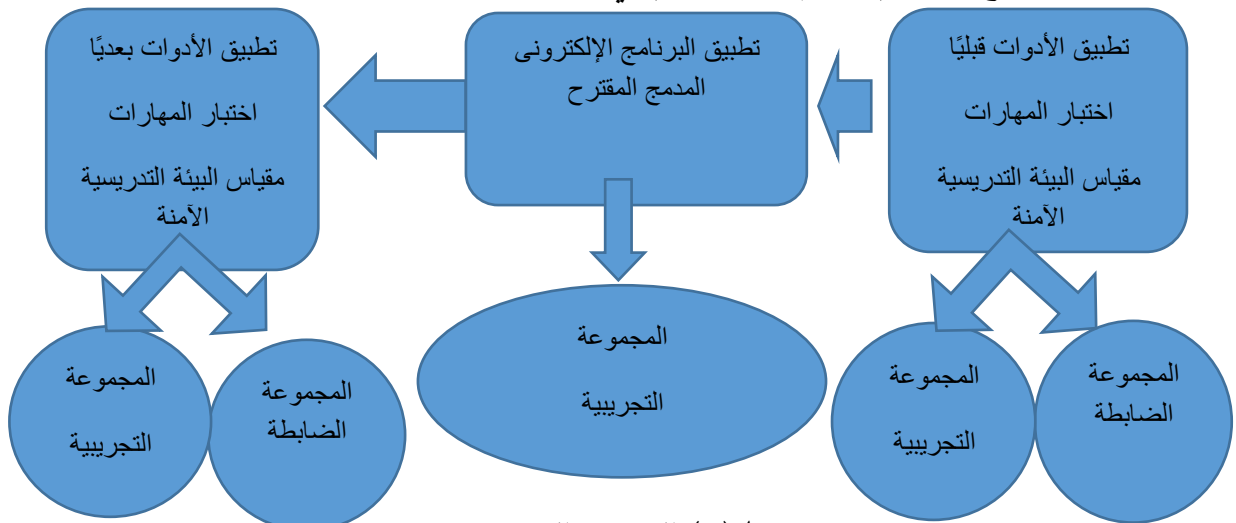 تطبيق الأدوات قبليًا
اختبار المهارات
مقياس البيئة التدريسية
الآمنة
تطبيق البرنامج الإلكترونى
المدمج المقترح
تطبيق الأدوات بعديًا
اختبار المهارات
مقياس البيئة التدريسية
الآمنة
المجموعة
الضابطة
المجموعة
التجريبية
المجموعة
التجريبية
المجموعة
الضابطة
المجموعة
التجريبية